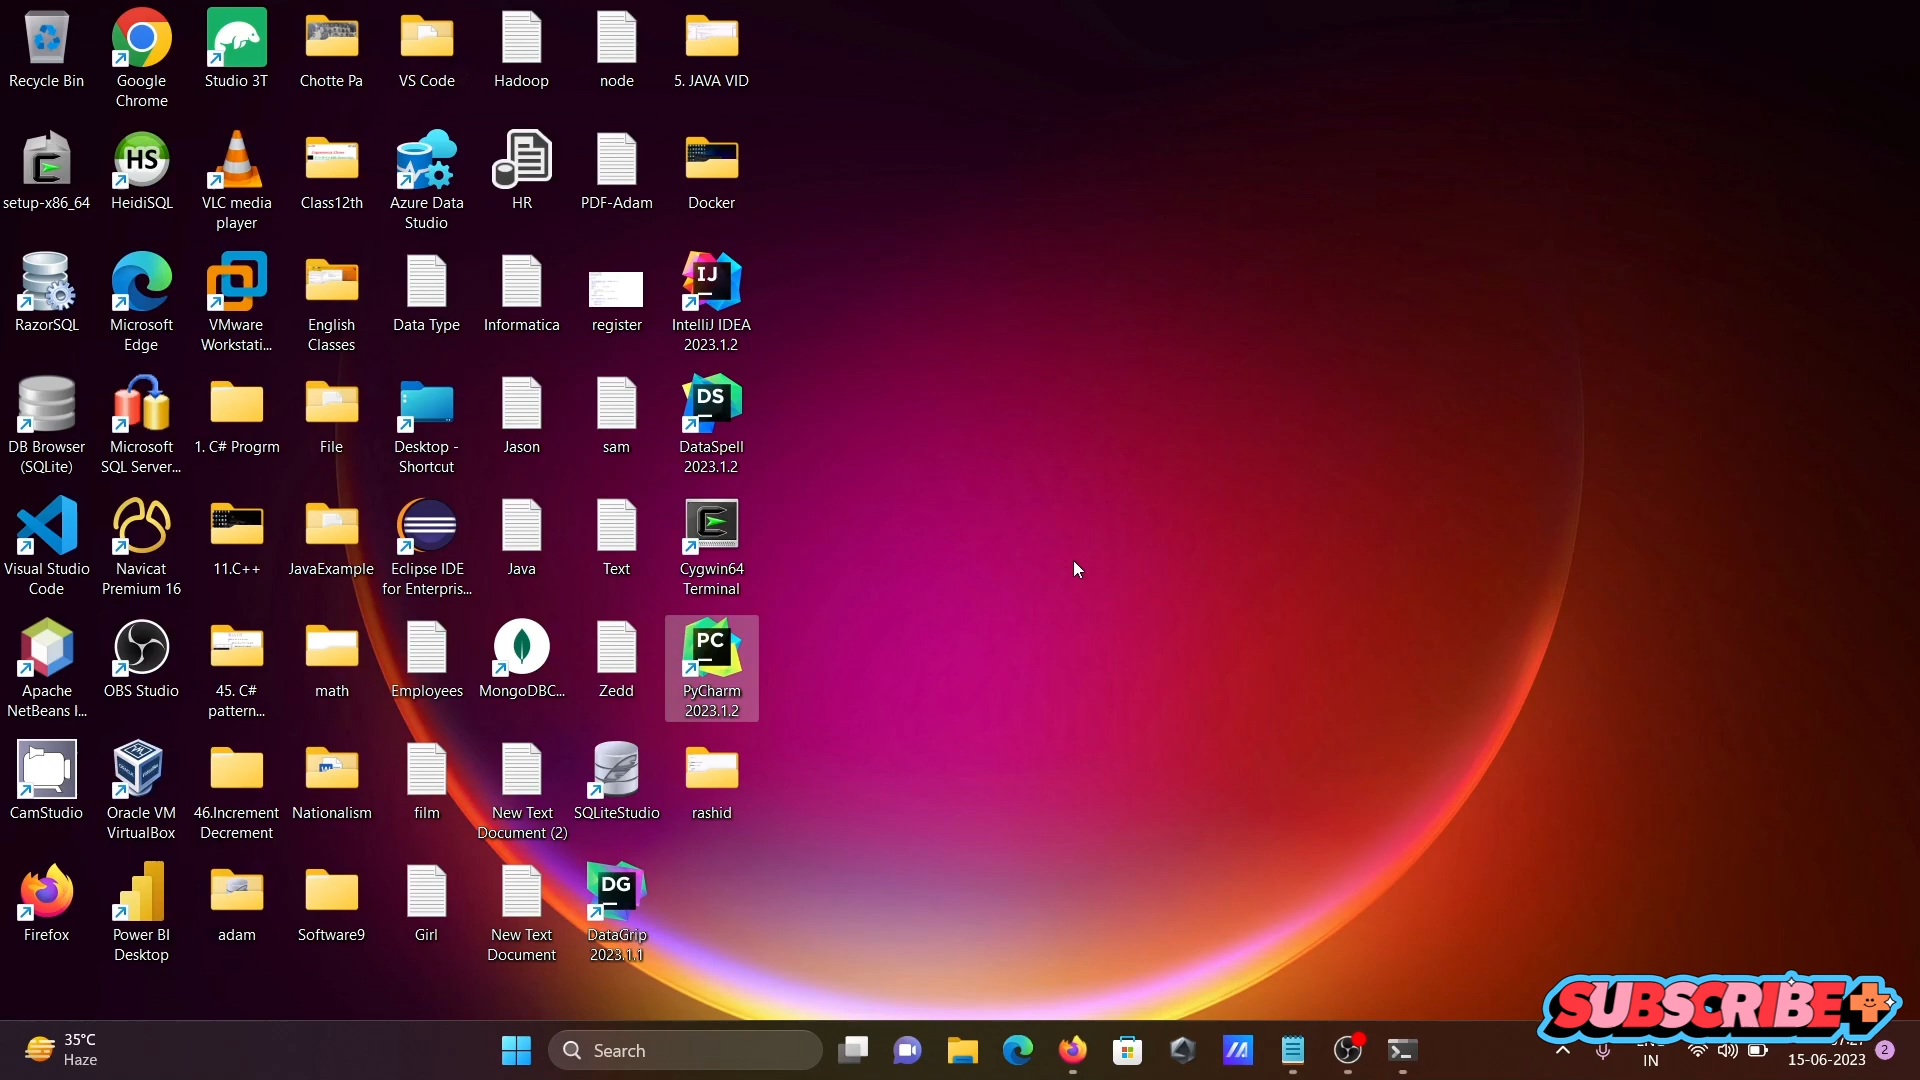 Recycle Bin
Google
Chrome
Studio 3T
Chotte Pa
VS Code
Hadoop
node
5. JAVA VID
setup-x86_64
HS
HeidiSQL
VLC media
player
Class12th
Azure Data
Studio
HR
PDF-Adam
Docker
RazorSQL
Microsoft
Edge
VMware
Workstati...
English
Classes
Data Type
Informatica
register
IJ
IntelliJ IDEA
2023.1.2
DB Browser
(SQLite)
Microsoft
SQL Server...
1. C# Progrm
File
Desktop -
Shortcut
Jason
sam
DS
DataSpell
2023.1.2
Visual Studio
Code
Navicat
Premium 16
11.C++
JavaExample
Eclipse IDE
for Enterpris...
Java
Text
Cygwin64
Terminal
Apache
NetBeans I...
OBS Studio
45. C#
pattern...
math
Employees
MongoDBC...
Zedd
PC
PyCharm
2023.1.2
CamStudio
Oracle VM
VirtualBox
46.Increment
Decrement
Nationalism
film
New Text
Document (2)
SQLiteStudio
rashid
Firefox
Power BI
Desktop
adam
Software9
Girl
New Text
Document
DG
DataGrip
2023.1.1
SUBSCRIBE
35°C
Haze
Search
IN
15-06-2023
2